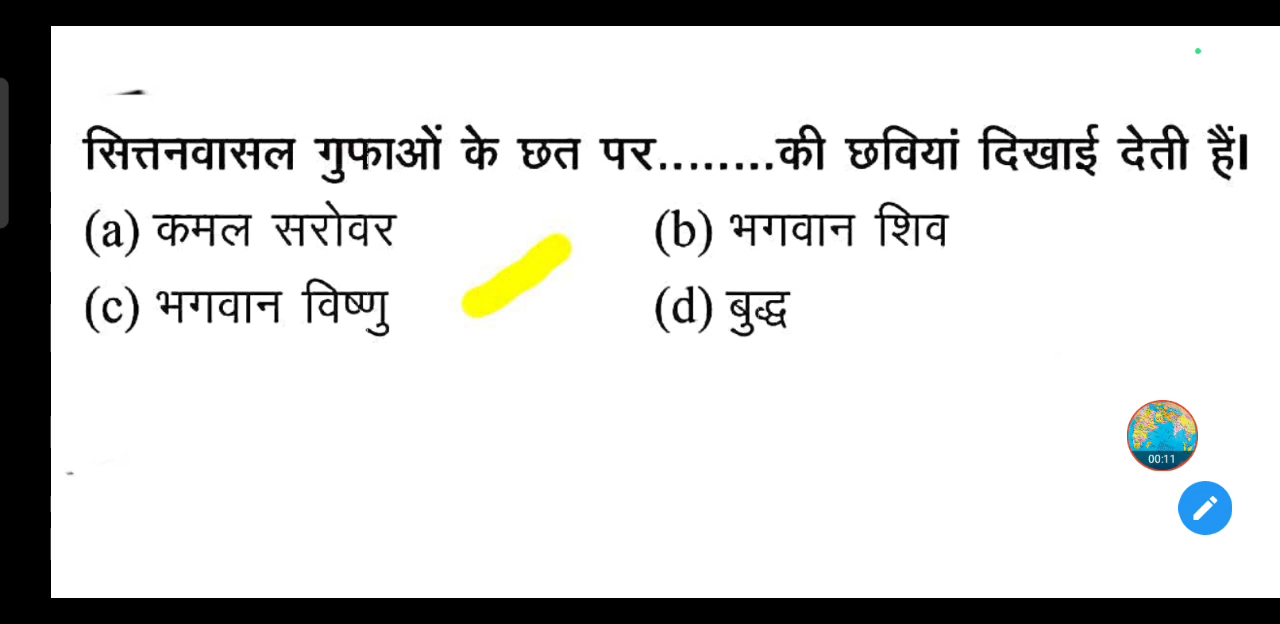 सित्तनवासल गुफाओं के छत पर.........की छवियां दिखाई देती हैं।
(a) कमल सरोवर (b) भगवान शिव
(c) भगवान विष्णु (d) बुद्ध
00:11